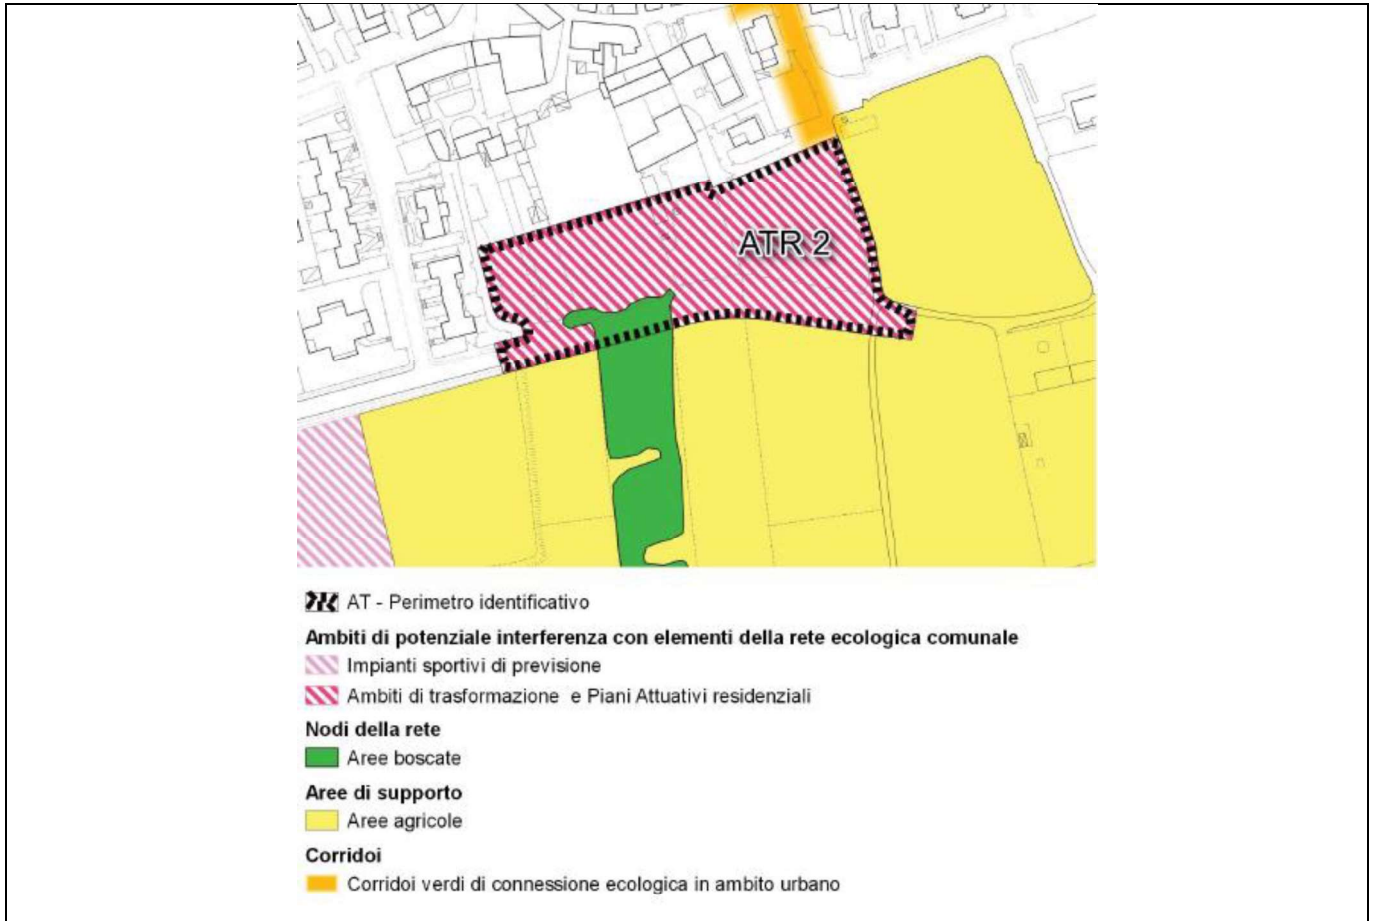 ATR 2
AT - Perimetro identificativo
Ambiti di potenziale interferenza con elementi della rete ecologica comunale
Impianti sportivi di previsione
Ambiti di trasformazione e Piani Attuativi residenziali
Nodi della rete
Aree boscate
Aree di supporto
Aree agricole
Corridoi
Corridoi verdi di connessione ecologica in ambito urbano